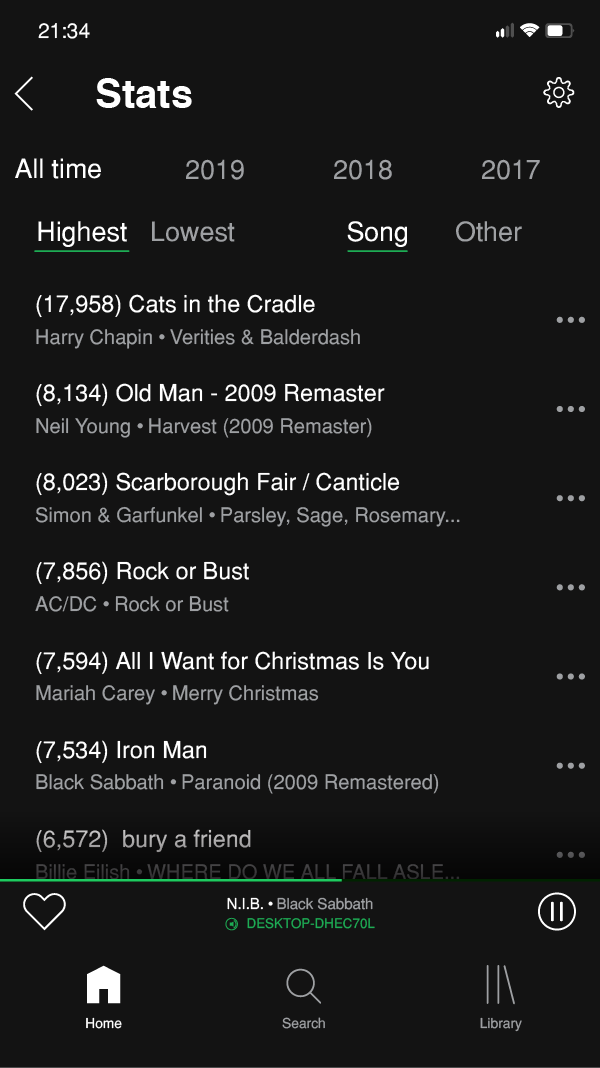 21:34
Stats
All time 2019 2018 2017
Highest Lowest Song Other
(17,958) Cats in the Cradle
Harry Chapin • Verities & Balderdash
(8,134) Old Man - 2009 Remaster
Neil Young • Harvest (2009 Remaster)
(8,023) Scarborough Fair / Canticle
Simon & Garfunkel • Parsley, Sage, Rosemary...
(7,856) Rock or Bust
AC/DC • Rock or Bust
(7,594) All I Want for Christmas Is You
Mariah Carey • Merry Christmas
(7,534) Iron Man
Black Sabbath • Paranoid (2009 Remastered)
(6,572) bury a friend
Billie Eilish • WHERE DO WE ALL FALL ASLE...
N.I.B. • Black Sabbath
DESKTOP-DHEC70L
Home Search Library